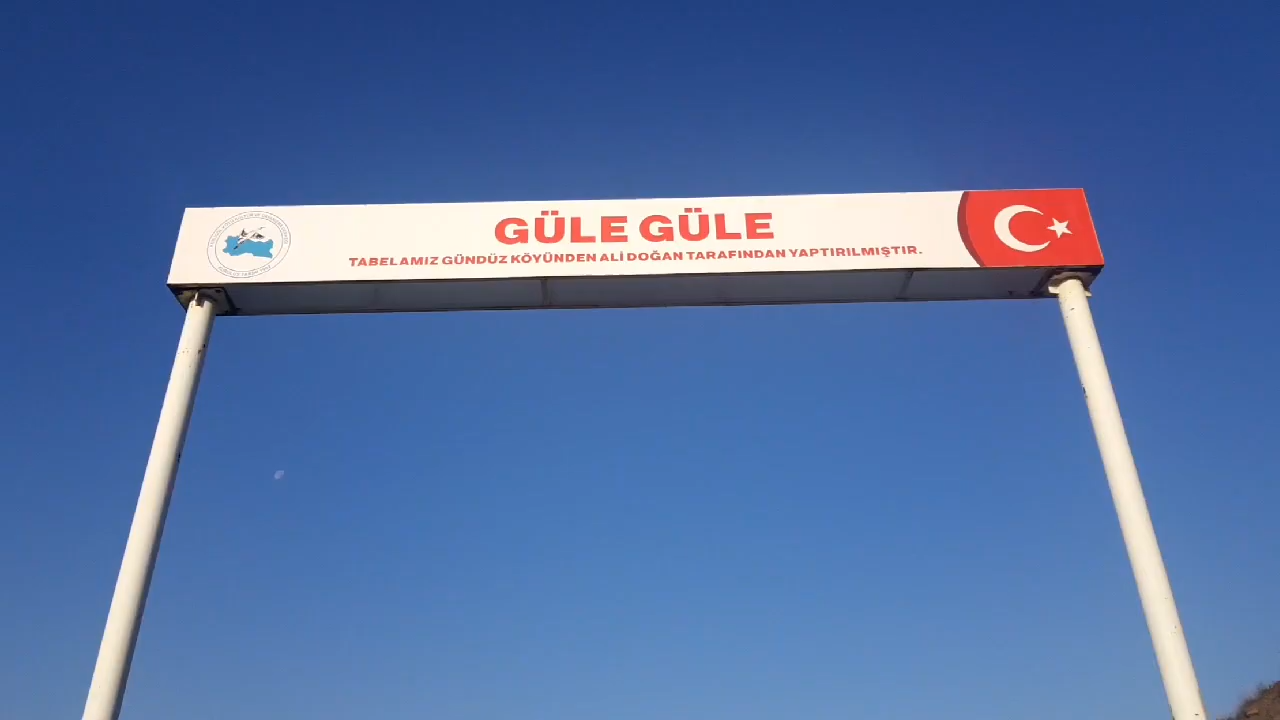 GÜLE GÜLE
TABELAMIZ GÜNDÜZ KÖYÜNDEN ALİ DOĞAN TARAFINDAN YAPTIRILMIŞTIR.